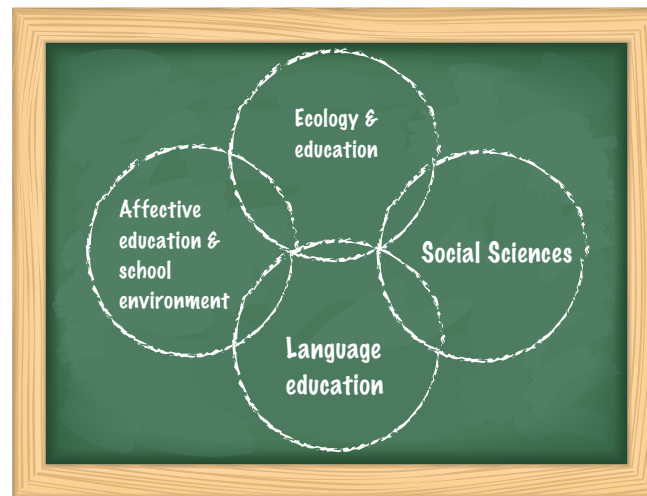 Ecology &
education
Affective
education &
school
environment
Social Sciences
Language
education